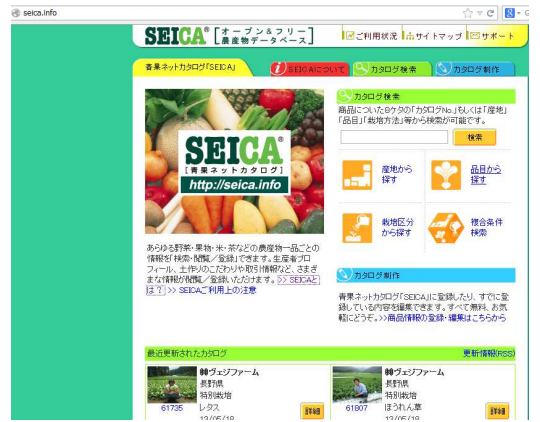 seica.info
SEICA® [オープン&フリー 農産物データベース]
ご利用状況 サイトマップ サポート
青果ネットカタログ「SEICA」
SEICAについて
カタログ検索
カタログ制作
SEICA®
[青果ネットカタログ]
http://seica.info
あらゆる野菜・果物・米・茶などの農産物一品ごとの
情報を「検索・閲覧/登録」できます。生産者プロ
フィール、土作りのこだわりや取引情報など、さまざ
まな情報が閲覧/登録いただけます。>> SEICAと
は? >> SEICAご利用上の注意
カタログ検索
商品についた8ケタの「カタログNo.」もしくは「産地」
「品目」「栽培方法」等から検索が可能です。
検索
産地から
探す
品目から
探す
栽培区分
から探す
複合条件
検索
カタログ制作
青果ネットカタログ「SEICA」に登録したり、すでに登
録している内容を編集できます。すべて無料、お気
軽にどうぞ。>>商品情報の登録・編集はこちらから
最近更新されたカタログ
更新情報(RSS)
㈱ヴェジファーム
長野県
特別栽培
61735
レタス
13/05/18
㈱ヴェジファーム
長野県
特別栽培
61807
ほうれん草
13/05/18